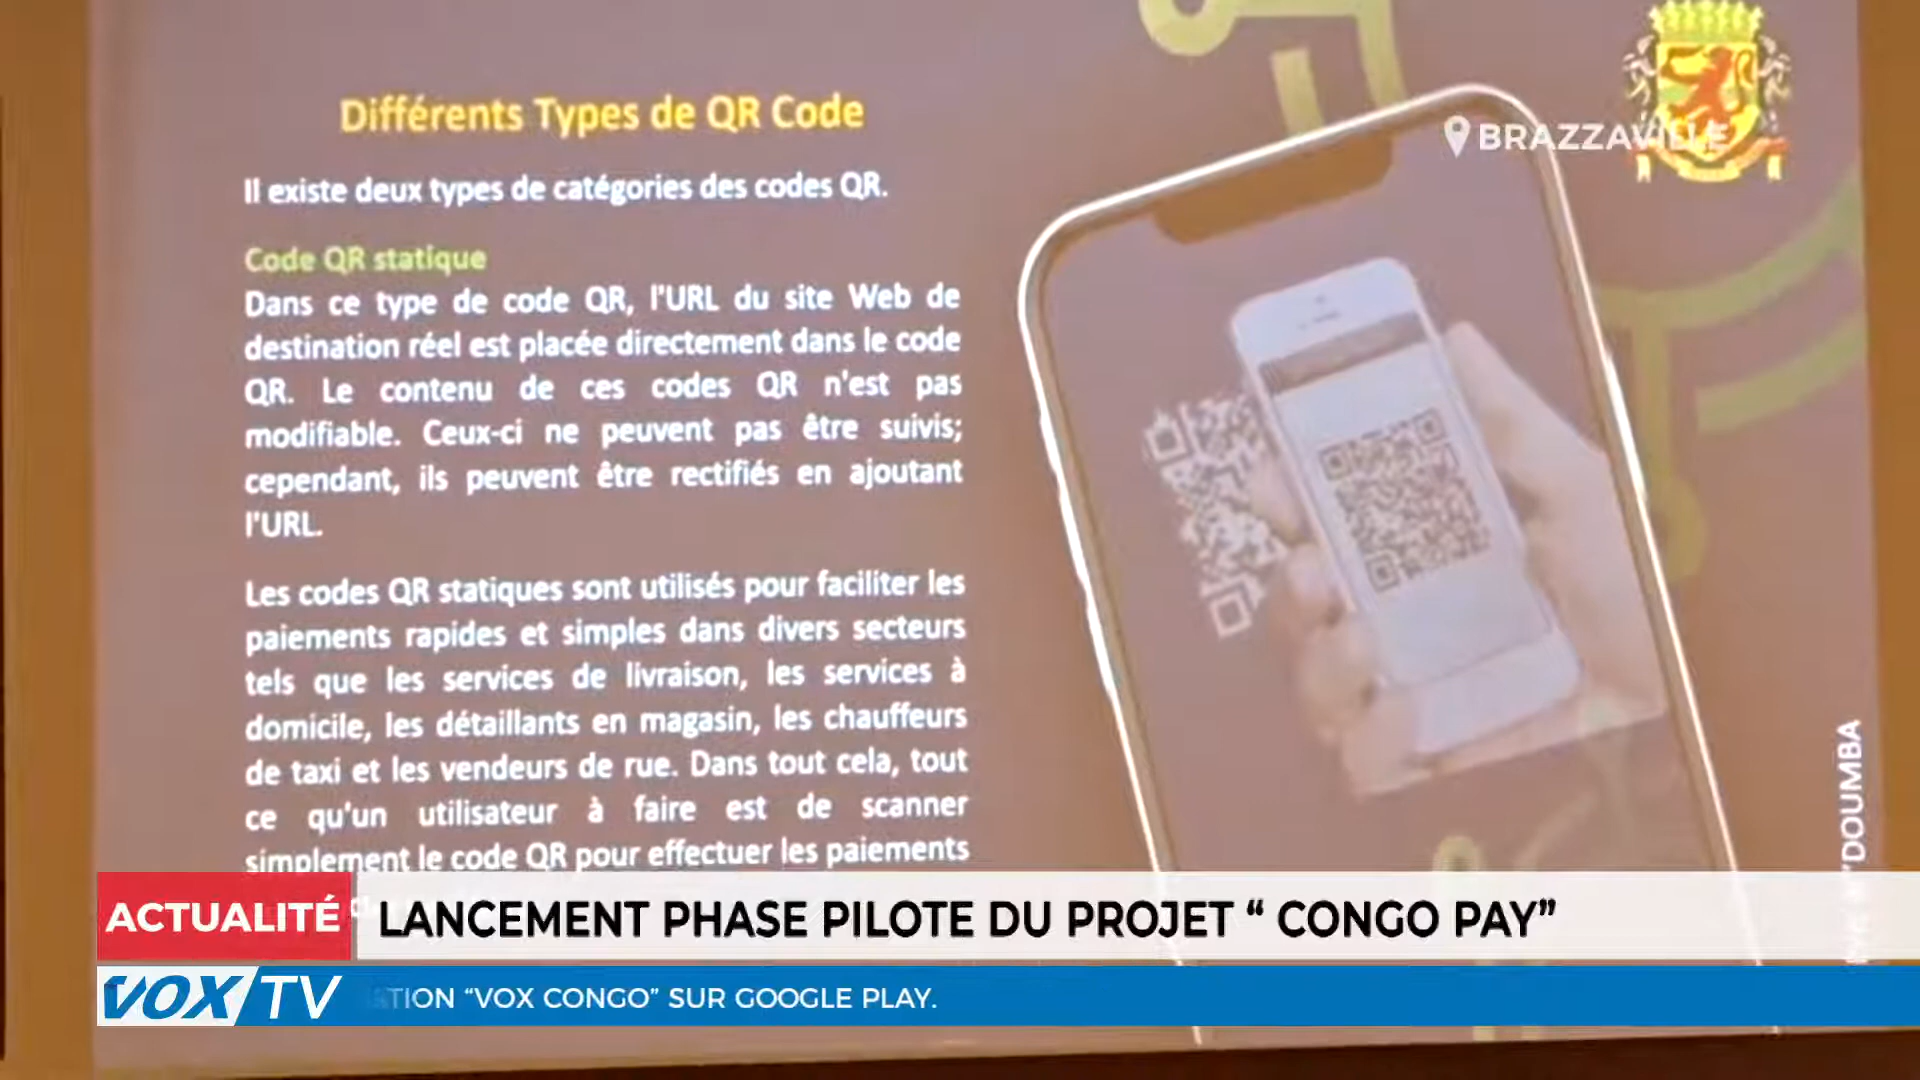 Différents Types de QR Code
BRAZZAVILLE
Il existe deux types de catégories des codes QR.
Code QR statique
Dans ce type de code QR, l'URL du site Web de
destination réel est placée directement dans le code
QR. Le contenu de ces codes QR n'est pas
modifiable. Ceux-ci ne peuvent pas être suivis;
cependant, ils peuvent être rectifiés en ajoutant
l'URL.
Les codes QR statiques sont utilisés pour faciliter les
paiements rapides et simples dans divers secteurs
tels que les services de livraison, les services à
domicile, les détaillants en magasin, les chauffeurs
de taxi et les vendeurs de rue. Dans tout cela, tout
ce qu'un utilisateur à faire est de scanner
simplement le code QR pour effectuer les paiements
DOUMBA
ACTUALITÉ
LANCEMENT PHASE PILOTE DU PROJET “ CONGO PAY”
VOX TV
“VOX CONGO” SUR GOOGLE PLAY.